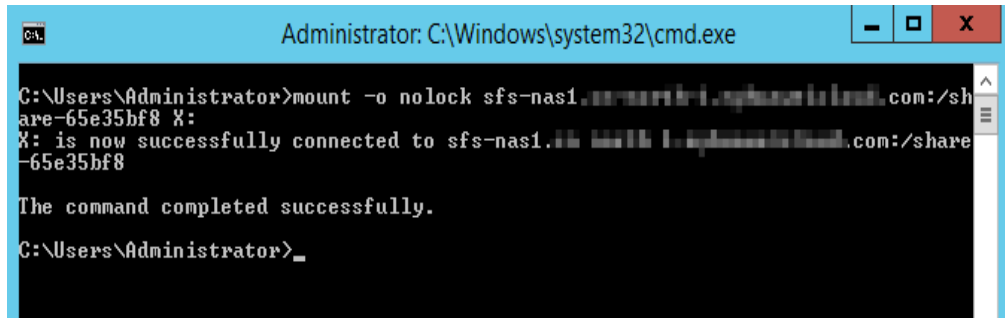 Administrator: C:\Windows\system32\cmd.exe
C:\Users\Administrator>mount -o nolock sfs-nas1. .com:/sh
are-65e35bf8 X:
X: is now successfully connected to sfs-nas1. .com:/share
-65e35bf8
The command completed successfully.
C:\Users\Administrator>_